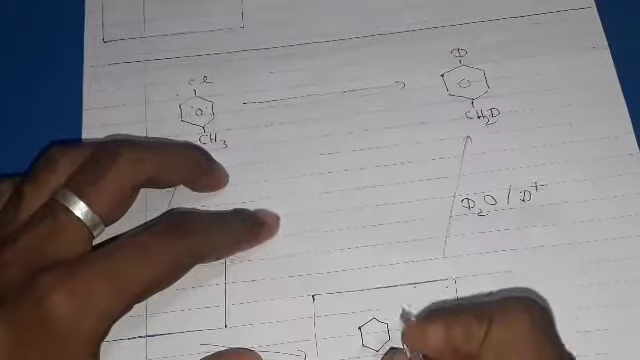 D
Cl
CH₃
CH₂D
D₂O / D⁺